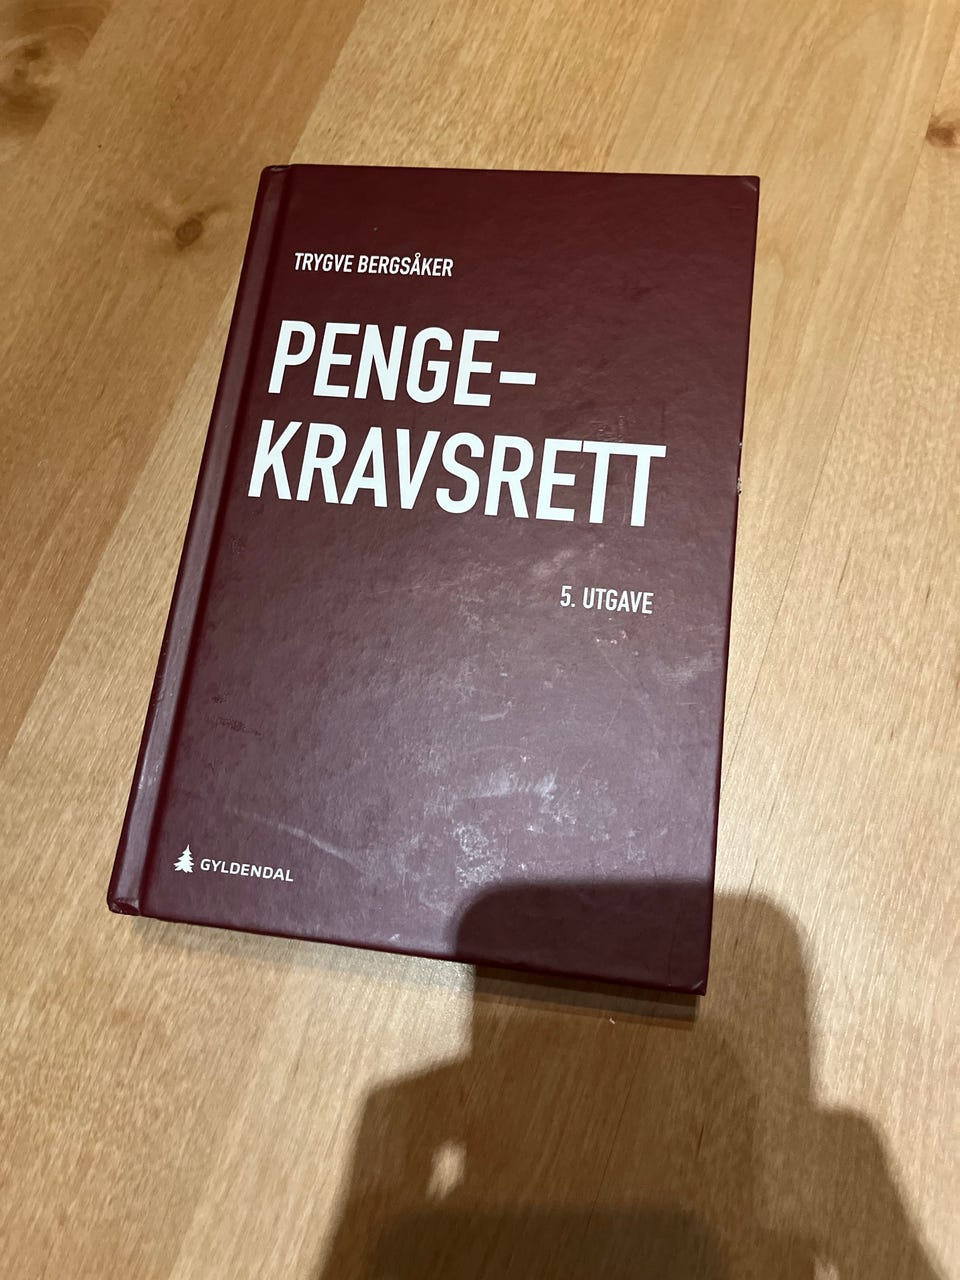 TRYGVE BERGSÅKER
PENGE-
KRAVSRETT
5. UTGAVE
GYLDENDAL